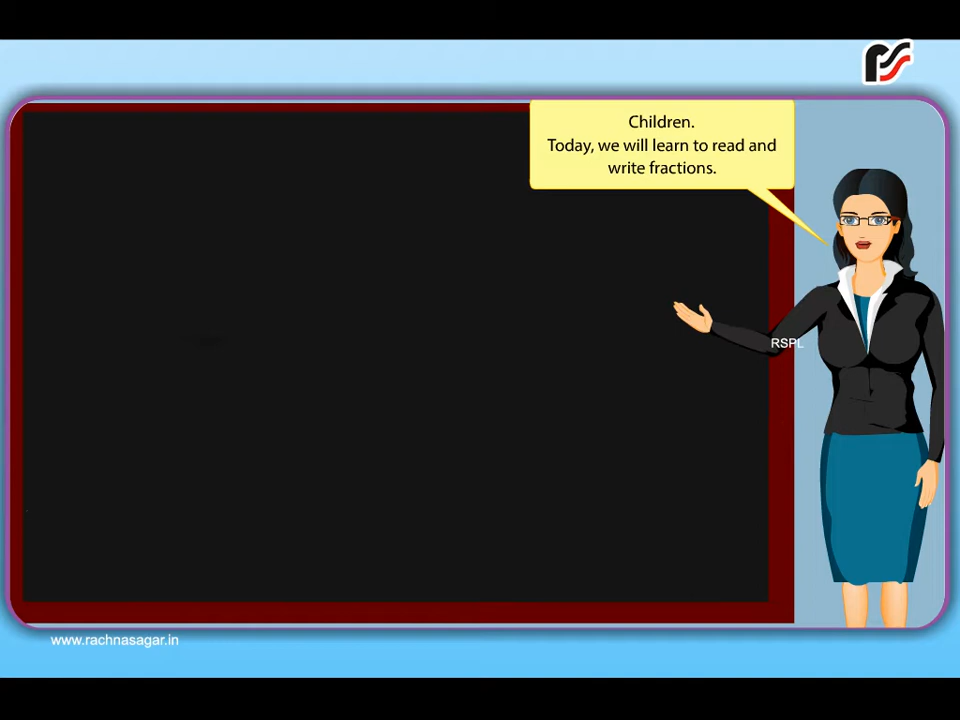 Children.
Today, we will learn to read and
write fractions.
RSPL
www.rachnasagar.in